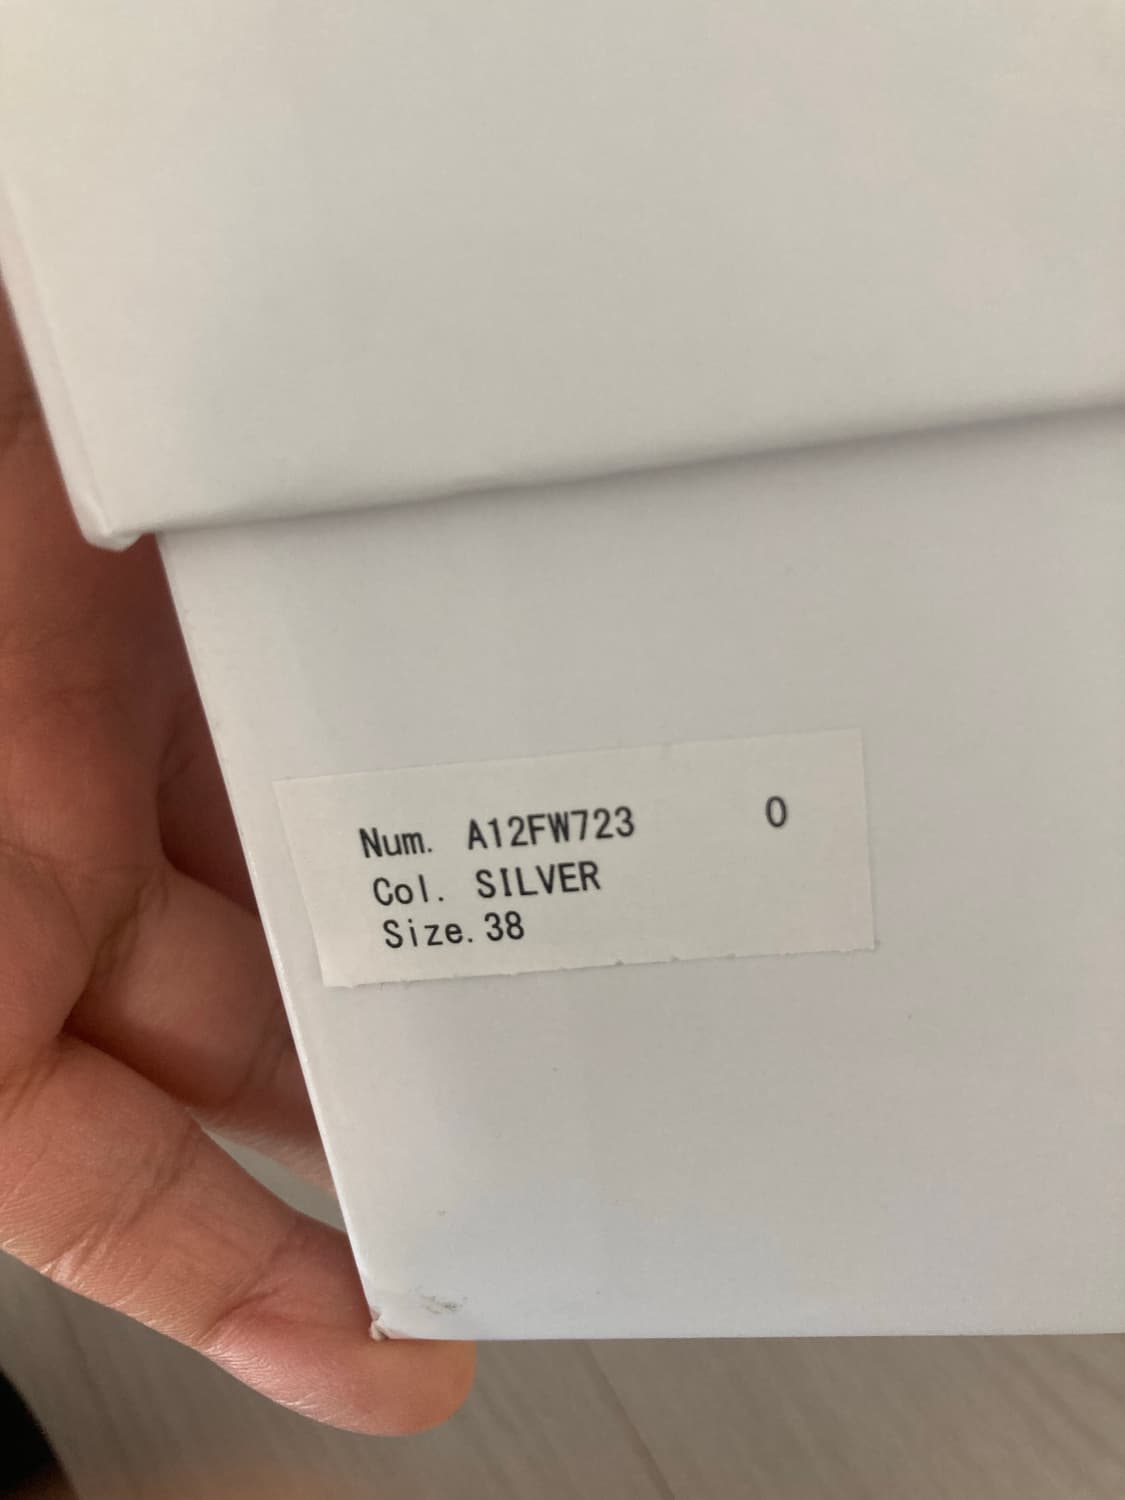 Num. A12FW723 0
Col. SILVER
Size. 38